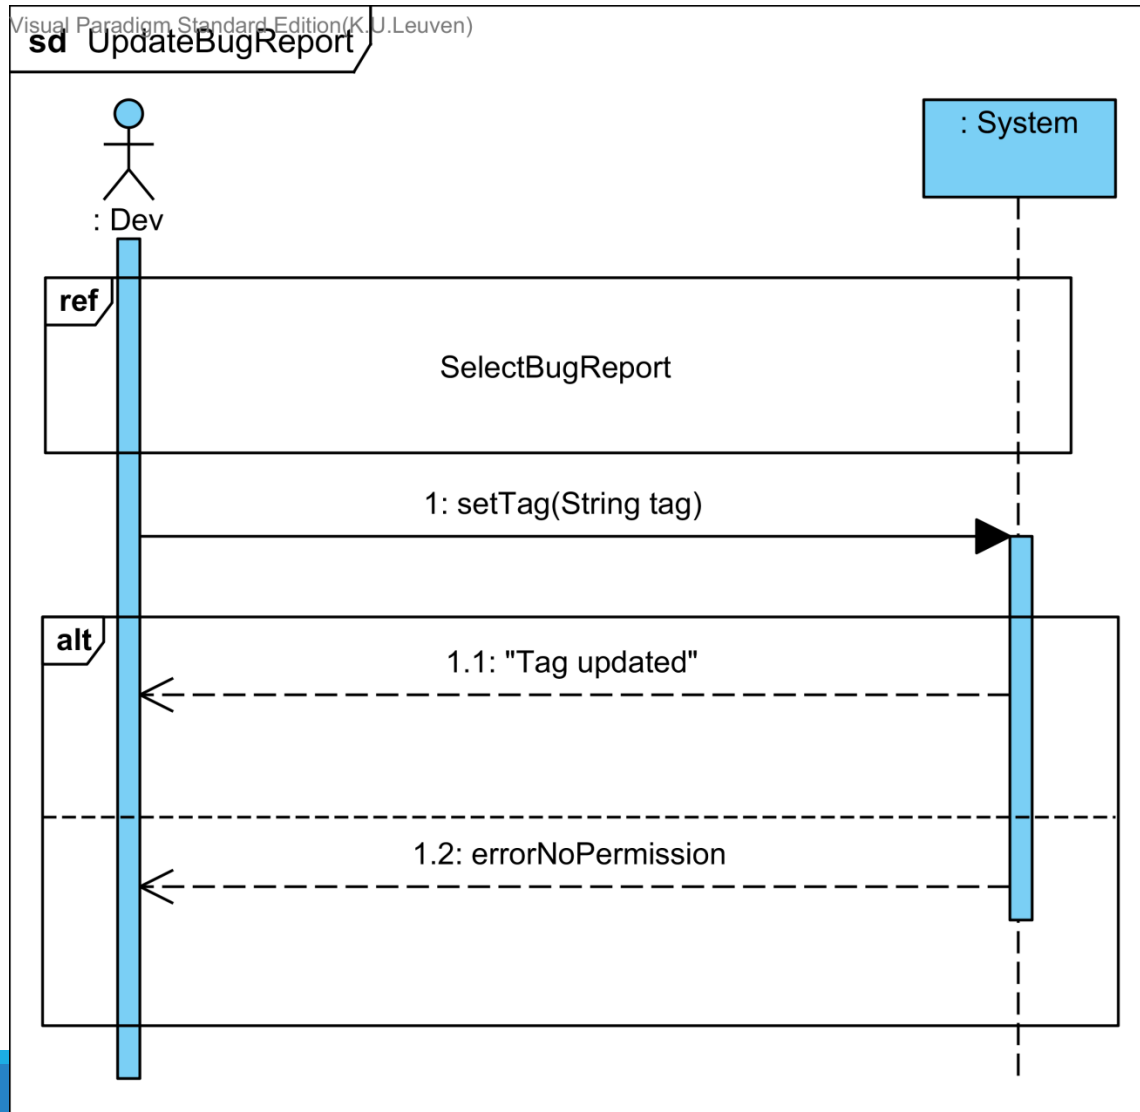 Visual Paradigm Standard Edition(K.U.Leuven)
sd UpdateBugReport
: System
: Dev
ref
SelectBugReport
1: setTag(String tag)
alt
1.1: "Tag updated"
1.2: errorNoPermission